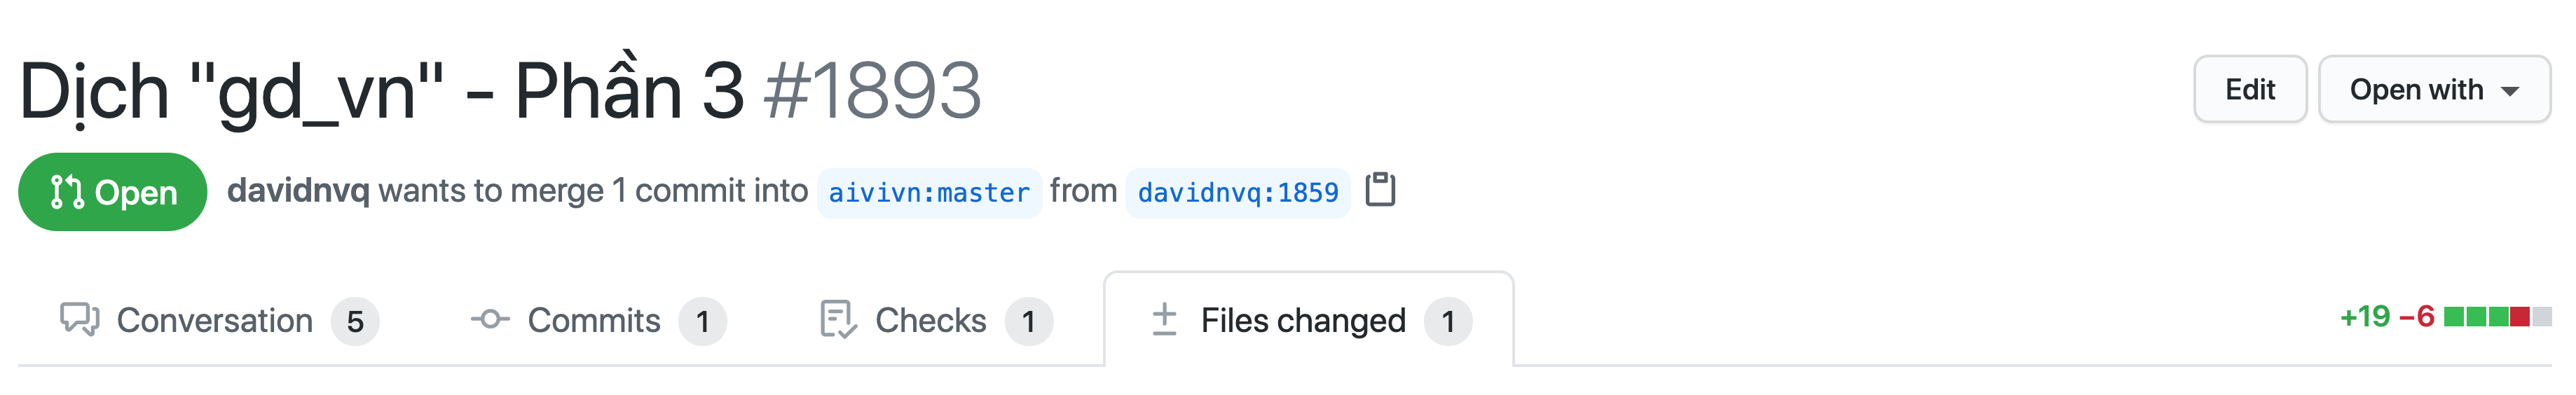 Dịch "gd_vn" - Phần 3 #1893
Edit
Open with
Open
davidnvq wants to merge 1 commit into aivivn:master from davidnvq:1859
Conversation 5
Commits 1
Checks 1
Files changed 1
+19 −6